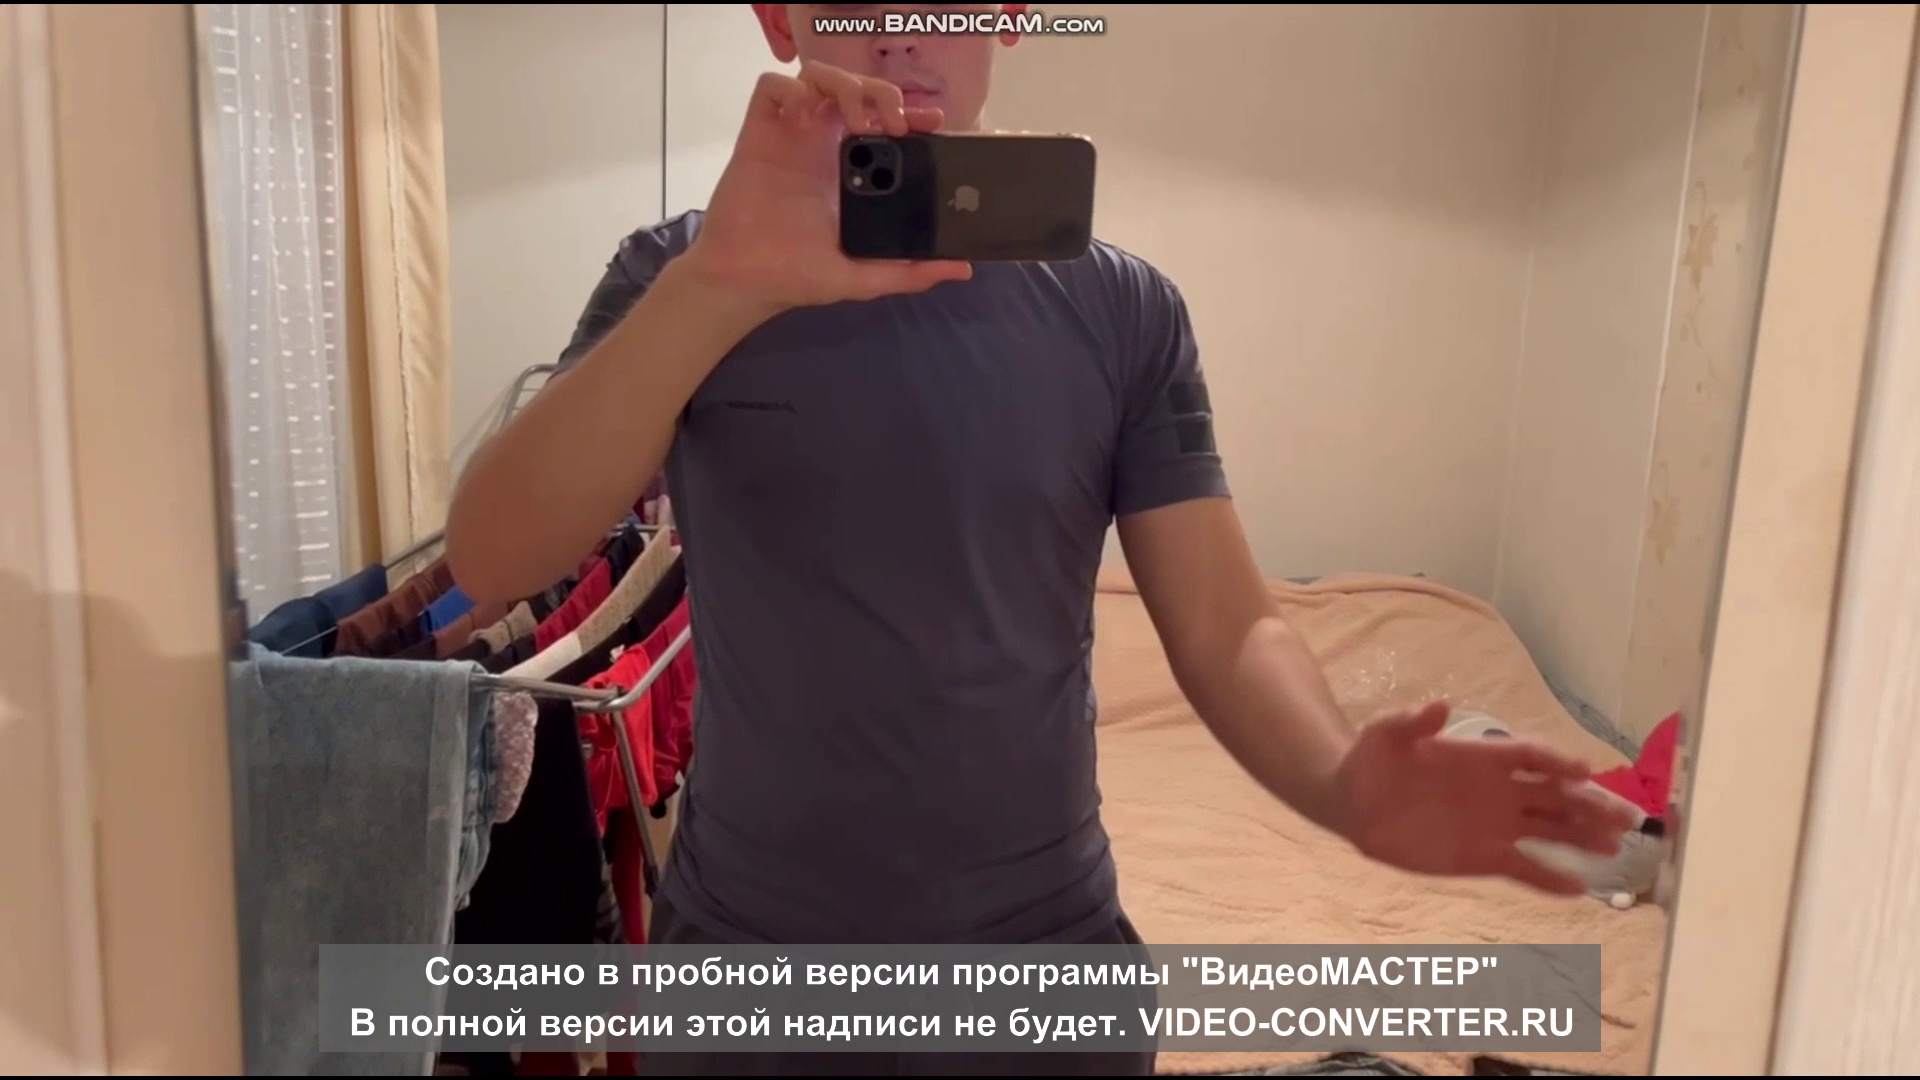 www.BANDICAM.com
Создано в пробной версии программы "ВидеоМАСТЕР"
В полной версии этой надписи не будет. VIDEO-CONVERTER.RU